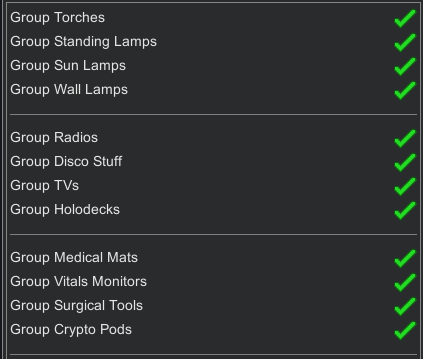 Group Torches
Group Standing Lamps
Group Sun Lamps
Group Wall Lamps
Group Radios
Group Disco Stuff
Group TVs
Group Holodecks
Group Medical Mats
Group Vitals Monitors
Group Surgical Tools
Group Crypto Pods